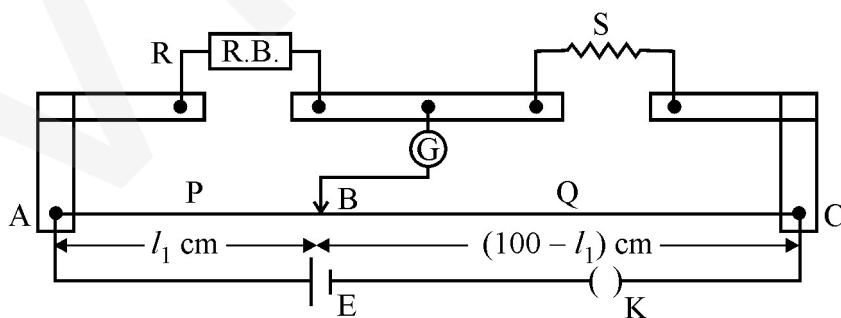 R R.B. S
G
P B Q
A C
l₁ cm (100 – l₁) cm
E ( ) K